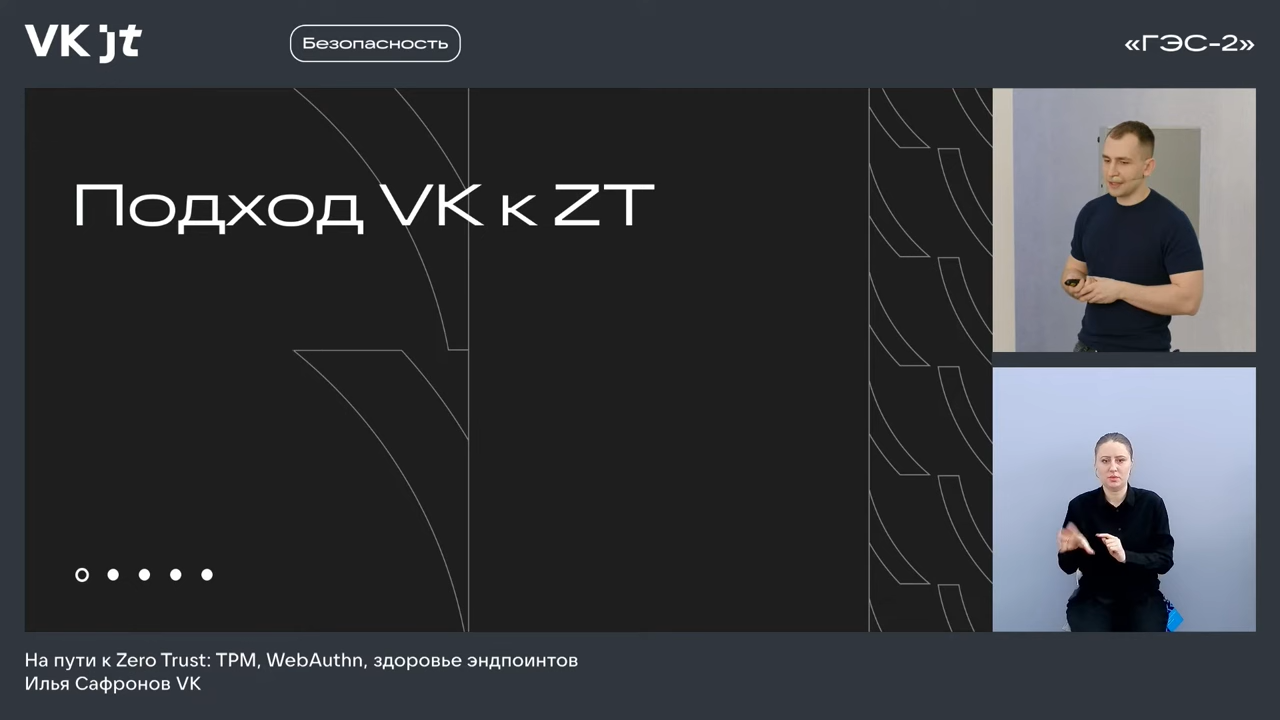 VK jt
Безопасность
«ГЭС-2»
Подход VK к ZT
На пути к Zero Trust: TPM, WebAuthn, здоровье эндпоинтов
Илья Сафронов VK